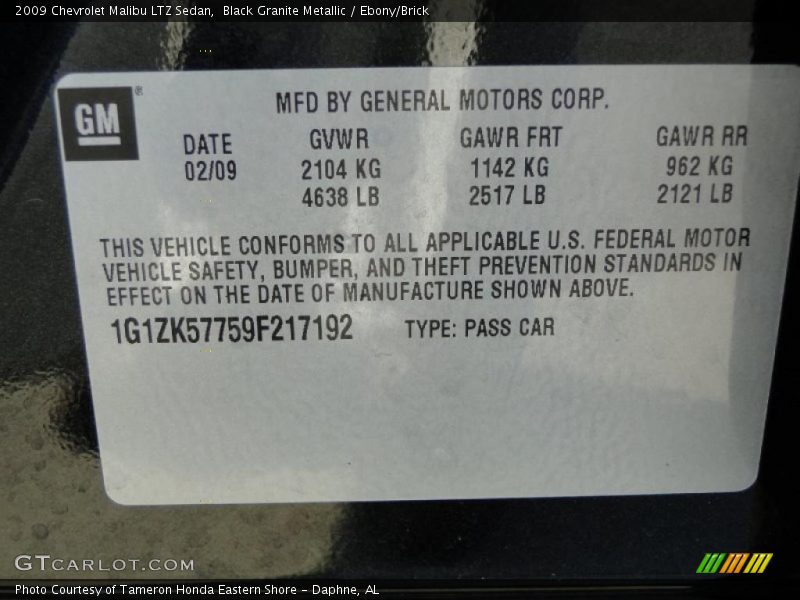 2009 Chevrolet Malibu LTZ Sedan,  Black Granite Metallic / Ebony/Brick
GM®
MFD BY GENERAL MOTORS CORP.
DATE GVWR GAWR FRT GAWR RR
02/09 2104 KG 1142 KG 962 KG
4638 LB 2517 LB 2121 LB
THIS VEHICLE CONFORMS TO ALL APPLICABLE U.S. FEDERAL MOTOR
VEHICLE SAFETY, BUMPER, AND THEFT PREVENTION STANDARDS IN
EFFECT ON THE DATE OF MANUFACTURE SHOWN ABOVE.
1G1ZK57759F217192 TYPE: PASS CAR
GTCARLOT.COM
Photo Courtesy of Tameron Honda Eastern Shore - Daphne, AL